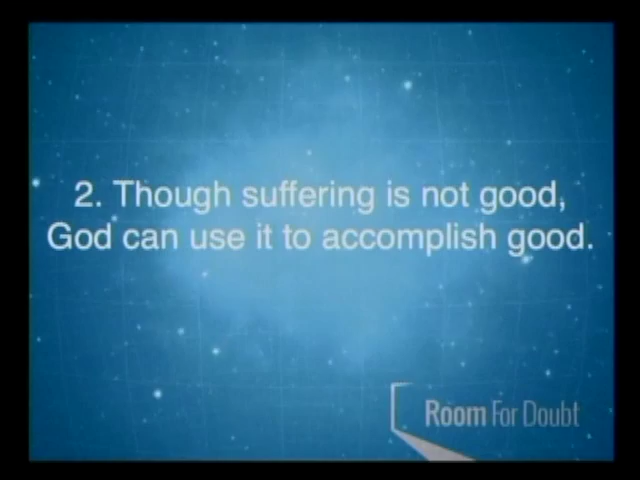 2. Though suffering is not good,
God can use it to accomplish good.
Room For Doubt